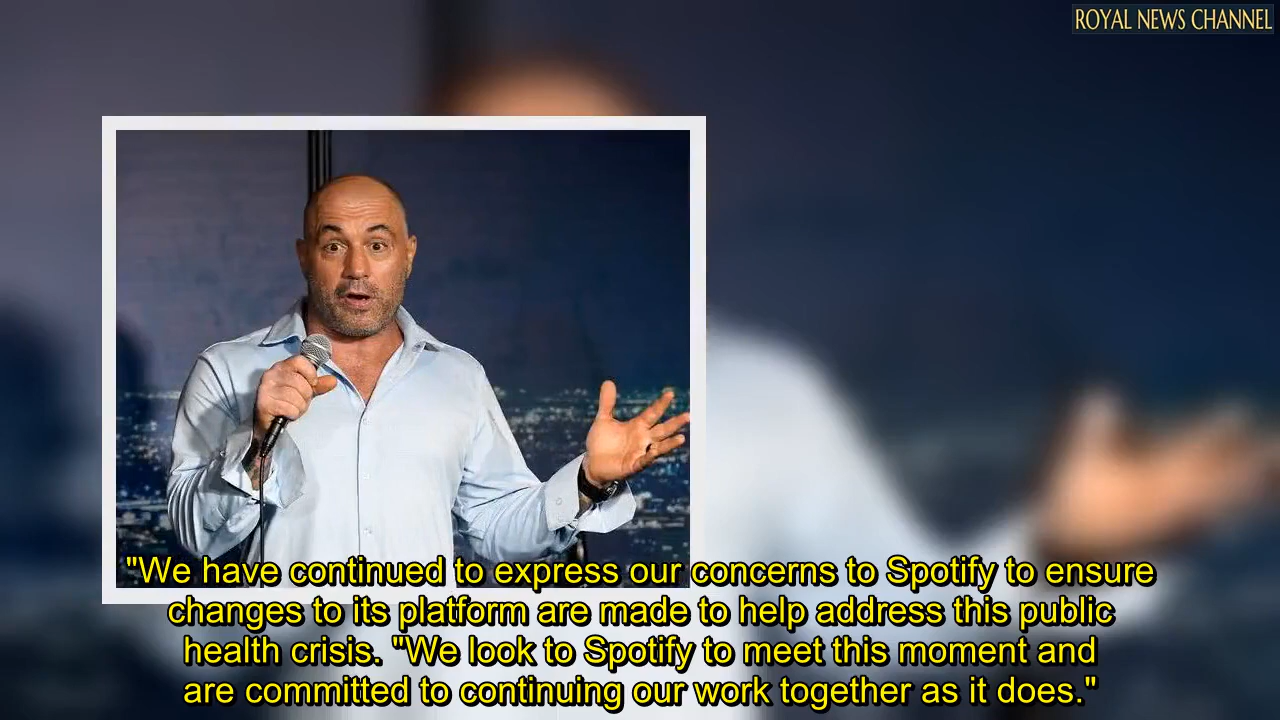 ROYAL NEWS CHANNEL
"We have continued to express our concerns to Spotify to ensure
changes to its platform are made to help address this public
health crisis. "We look to Spotify to meet this moment and
are committed to continuing our work together as it does."